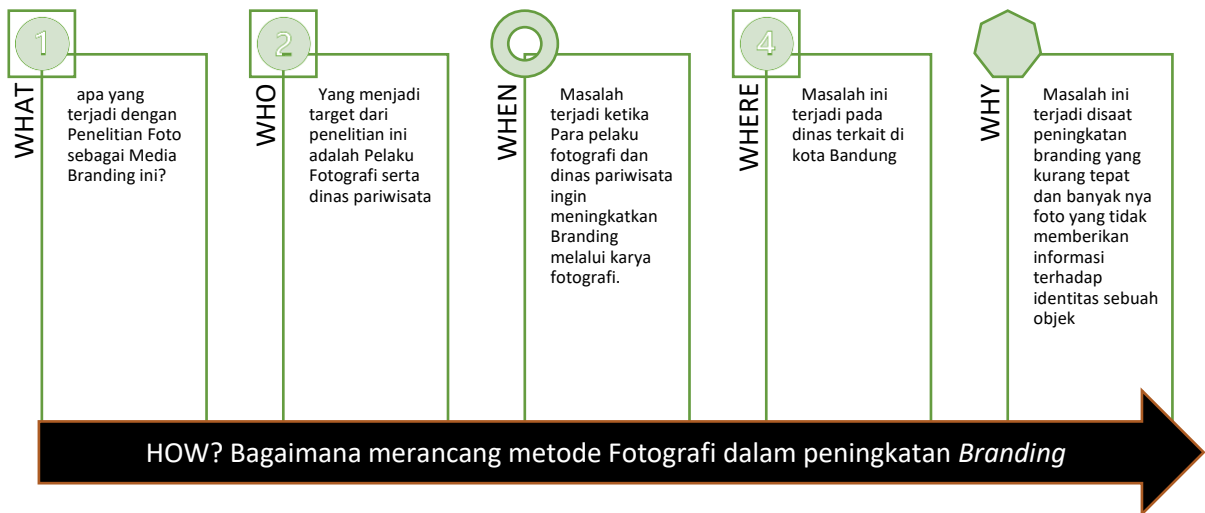 1
WHAT
apa yang
terjadi dengan
Penelitian Foto
sebagai Media
Branding ini?
2
WHO
Yang menjadi
target dari
penelitian ini
adalah Pelaku
Fotografi serta
dinas pariwisata
WHEN
Masalah
terjadi ketika
Para pelaku
fotografi dan
dinas pariwisata
ingin
meningkatkan
Branding
melalui karya
fotografi.
4
WHERE
Masalah ini
terjadi pada
dinas terkait di
kota Bandung
WHY
Masalah ini
terjadi disaat
peningkatan
branding yang
kurang tepat
dan banyak nya
foto yang tidak
memberikan
informasi
terhadap
identitas sebuah
objek
HOW? Bagaimana merancang metode Fotografi dalam peningkatan Branding